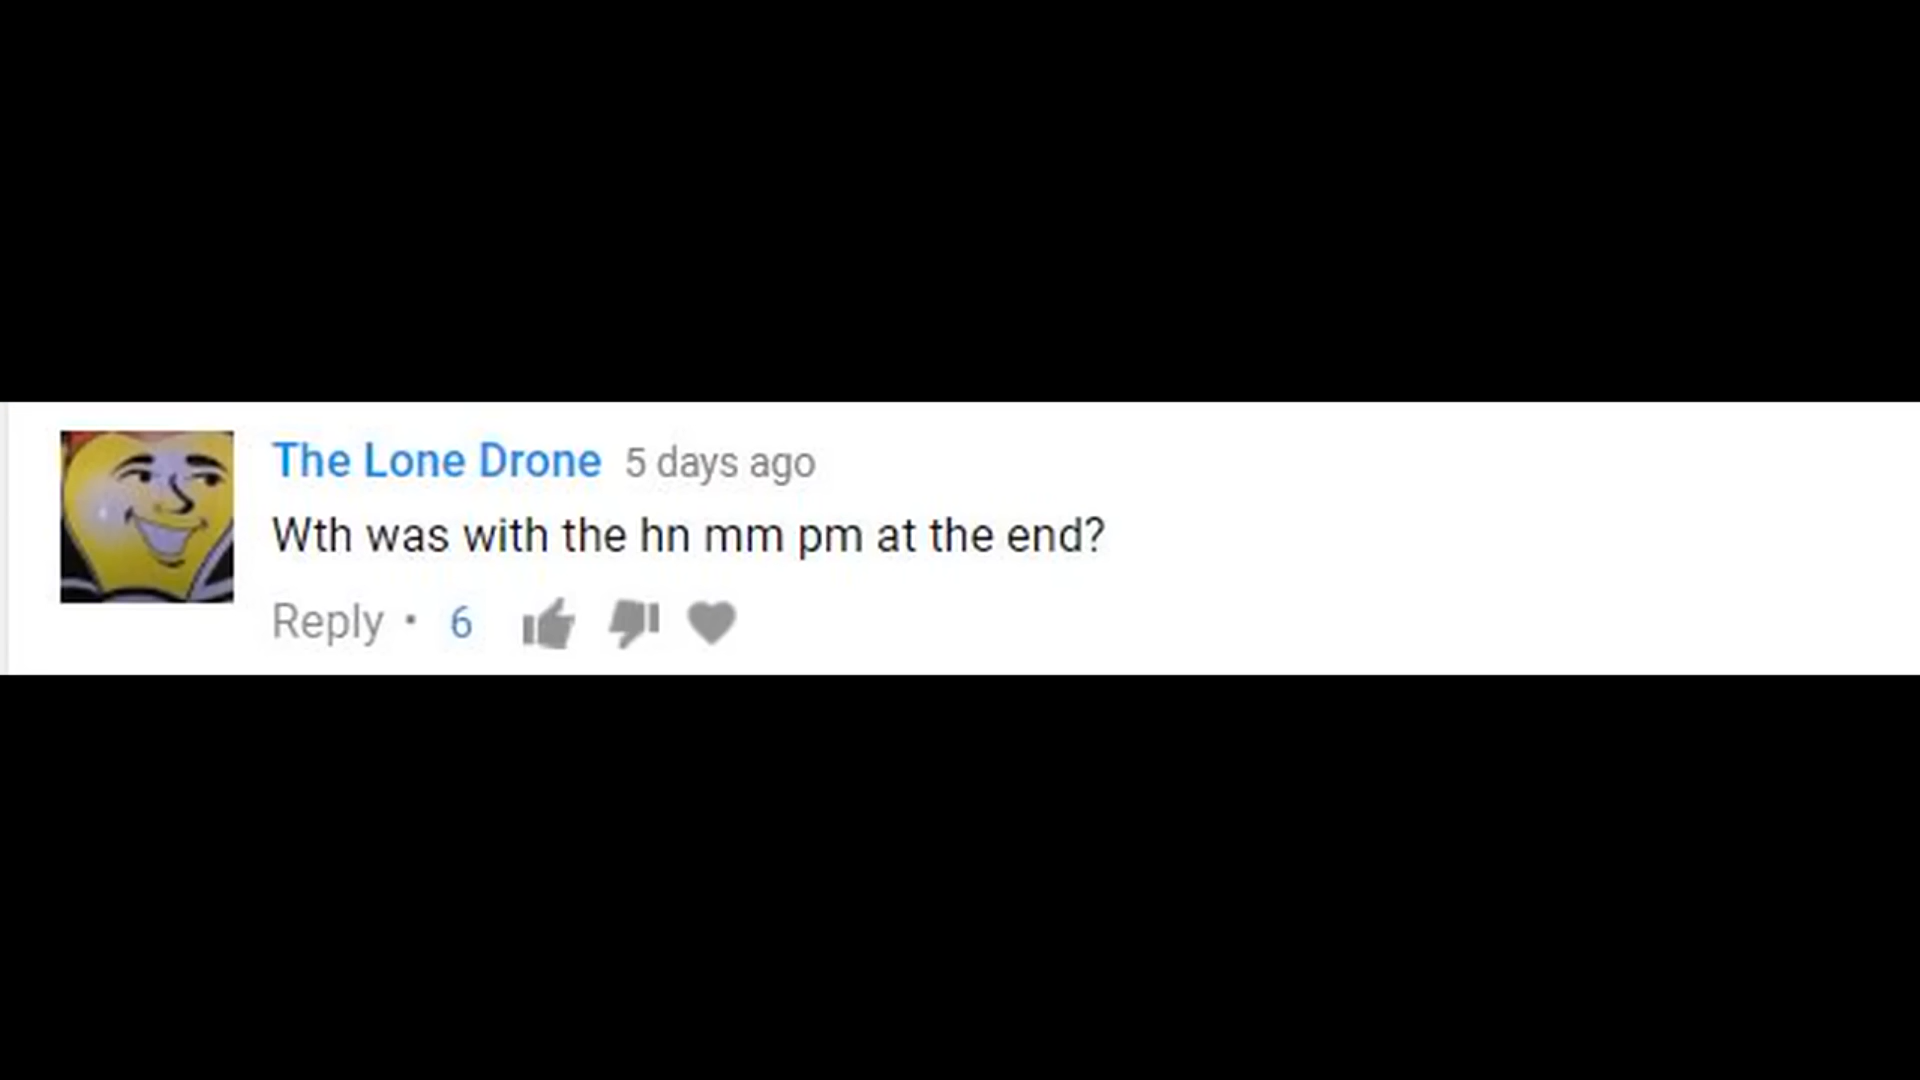 The Lone Drone 5 days ago
Wth was with the hn mm pm at the end?
Reply • 6